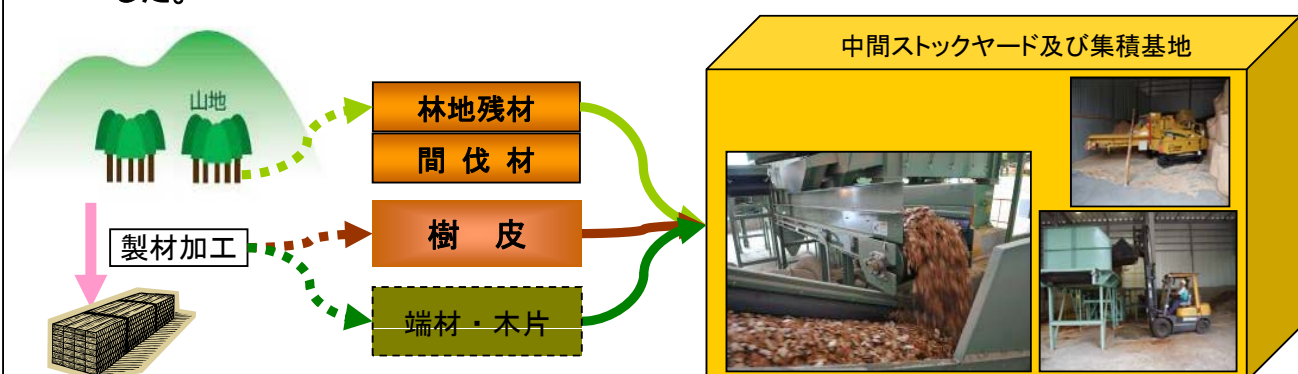 した。
山地
林地残材
間 伐 材
樹 皮
製材加工
端材・木片
中間ストックヤード及び集積基地